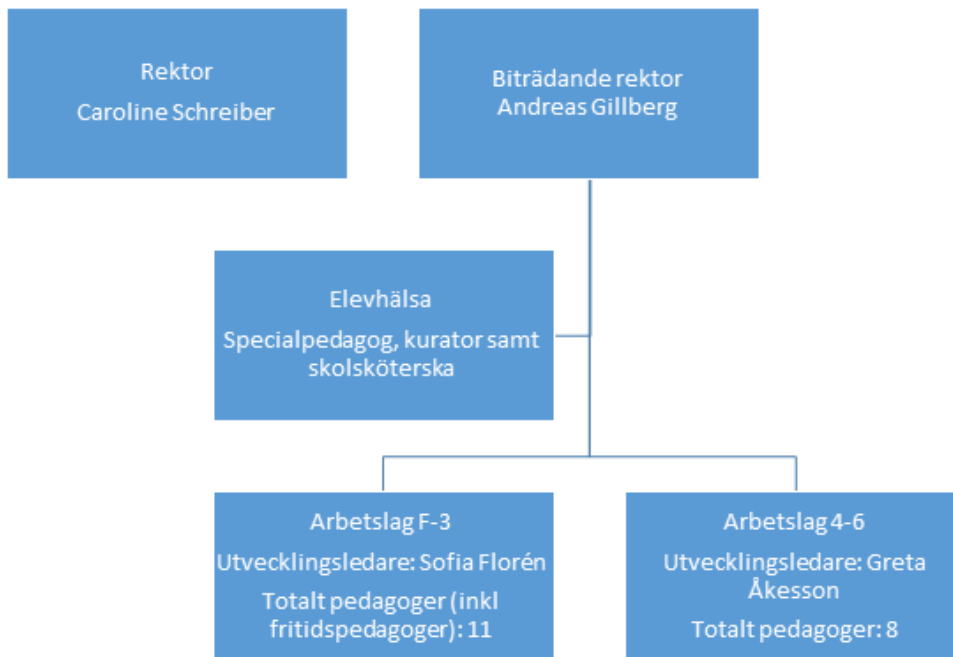 Rektor
Caroline Schreiber
Biträdande rektor
Andreas Gillberg
Elevhälsa
Specialpedagog, kurator samt
skolsköterska
Arbetslag F-3
Utvecklingsledare: Sofia Florén
Totalt pedagoger (inkl
fritidspedagoger): 11
Arbetslag 4-6
Utvecklingsledare: Greta
Åkesson
Totalt pedagoger: 8